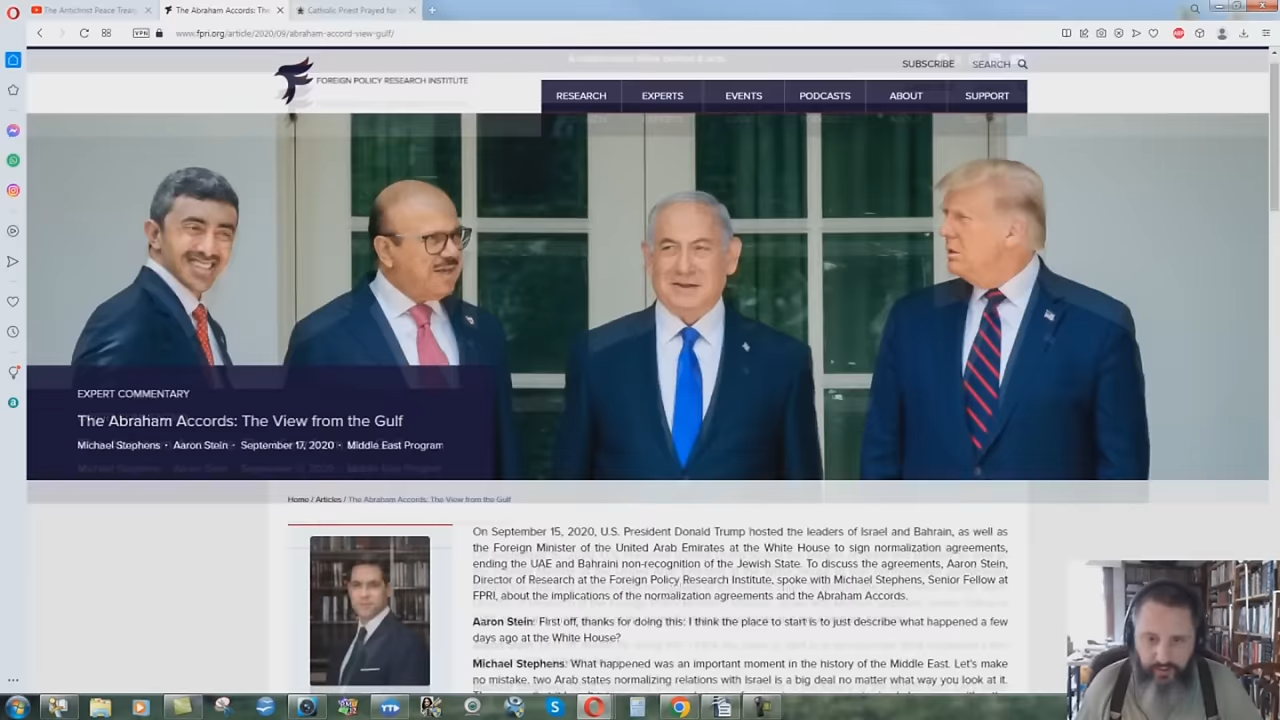 The Antichrist Peace Treaty
The Abraham Accords: The
Catholic Priest Prayed for
VPN
www.fpri.org/article/2020/09/abraham-accord-view-gulf/
FOREIGN POLICY RESEARCH INSTITUTE
SUBSCRIBE
SEARCH
RESEARCH
EXPERTS
EVENTS
PODCASTS
ABOUT
SUPPORT
EXPERT COMMENTARY
The Abraham Accords: The View from the Gulf
Michael Stephens • Aaron Stein • September 17, 2020 • Middle East Program
Home / Articles / The Abraham Accords: The View from the Gulf
On September 15, 2020, U.S. President Donald Trump hosted the leaders of Israel and Bahrain, as well as
the Foreign Minister of the United Arab Emirates at the White House to sign normalization agreements,
ending the UAE and Bahraini non-recognition of the Jewish State. To discuss the agreements, Aaron Stein,
Director of Research at the Foreign Policy Research Institute, spoke with Michael Stephens, Senior Fellow at
FPRI, about the implications of the normalization agreements and the Abraham Accords.
Aaron Stein: First off, thanks for doing this: I think the place to start is to just describe what happened a few
days ago at the White House?
Michael Stephens: What happened was an important moment in the history of the Middle East. Let's make
no mistake, two Arab states normalizing relations with Israel is a big deal no matter what way you look at it.
YTD